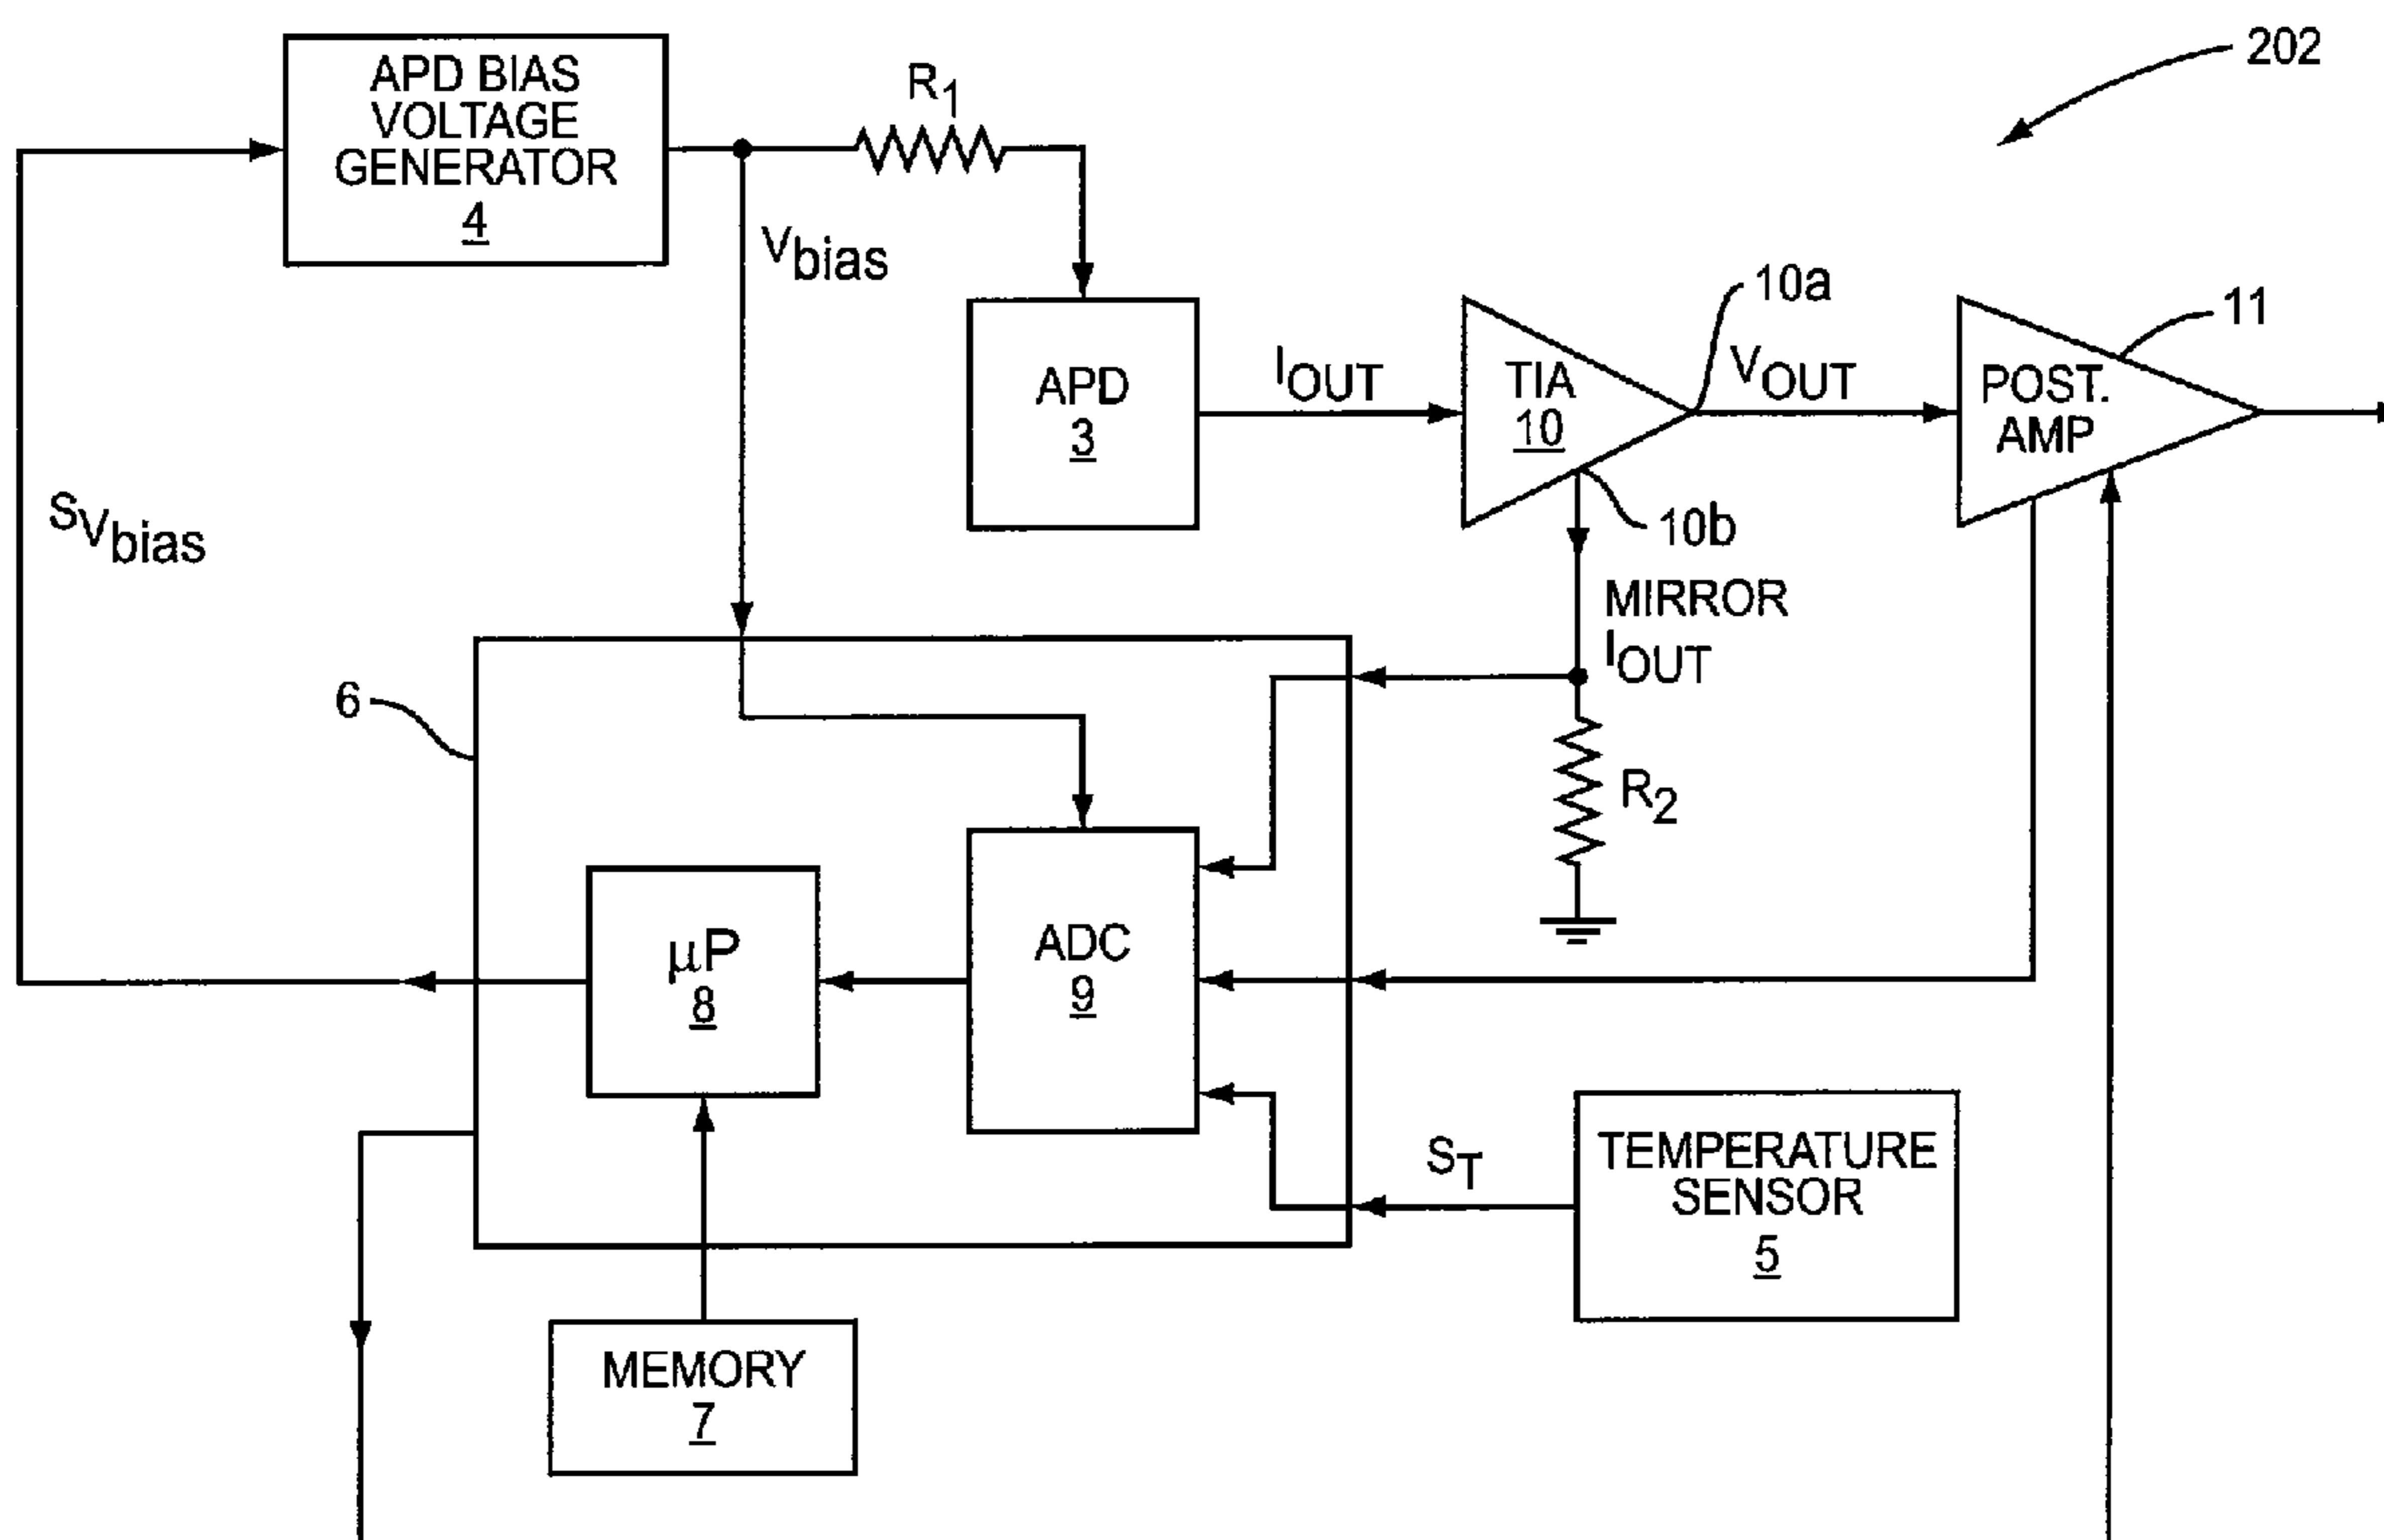 202
APD BIAS
VOLTAGE
GENERATOR
4
R1
Vbias
10a
11
APD
3
IOUT
TIA
10
VOUT
POST.
AMP
10b
SVbias
MIRROR
IOUT
6
R2
μP
8
ADC
9
ST
TEMPERATURE
SENSOR
5
MEMORY
7